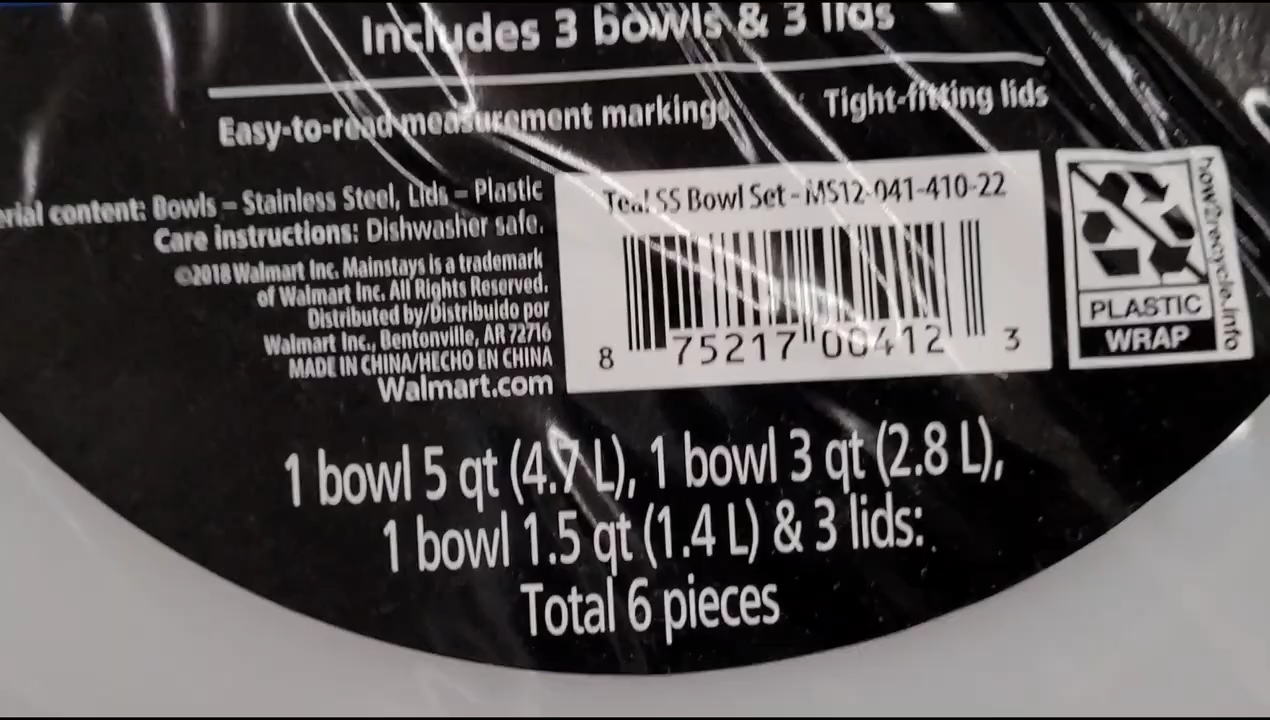 Includes 3 bowls & 3 lids
Easy-to-read measurement markings
Tight-fitting lids
erial content: Bowls – Stainless Steel, Lids – Plastic
Care instructions: Dishwasher safe.
©2018 Walmart Inc. Mainstays is a trademark
of Walmart Inc. All Rights Reserved.
Distributed by/Distribuido por
Walmart Inc., Bentonville, AR 72716
MADE IN CHINA/HECHO EN CHINA
Walmart.com
Teal SS Bowl Set - MS12-041-410-22
8 75217 00412 3
how2recycle.info
PLASTIC
WRAP
1 bowl 5 qt (4.7 L), 1 bowl 3 qt (2.8 L),
1 bowl 1.5 qt (1.4 L) & 3 lids:
Total 6 pieces